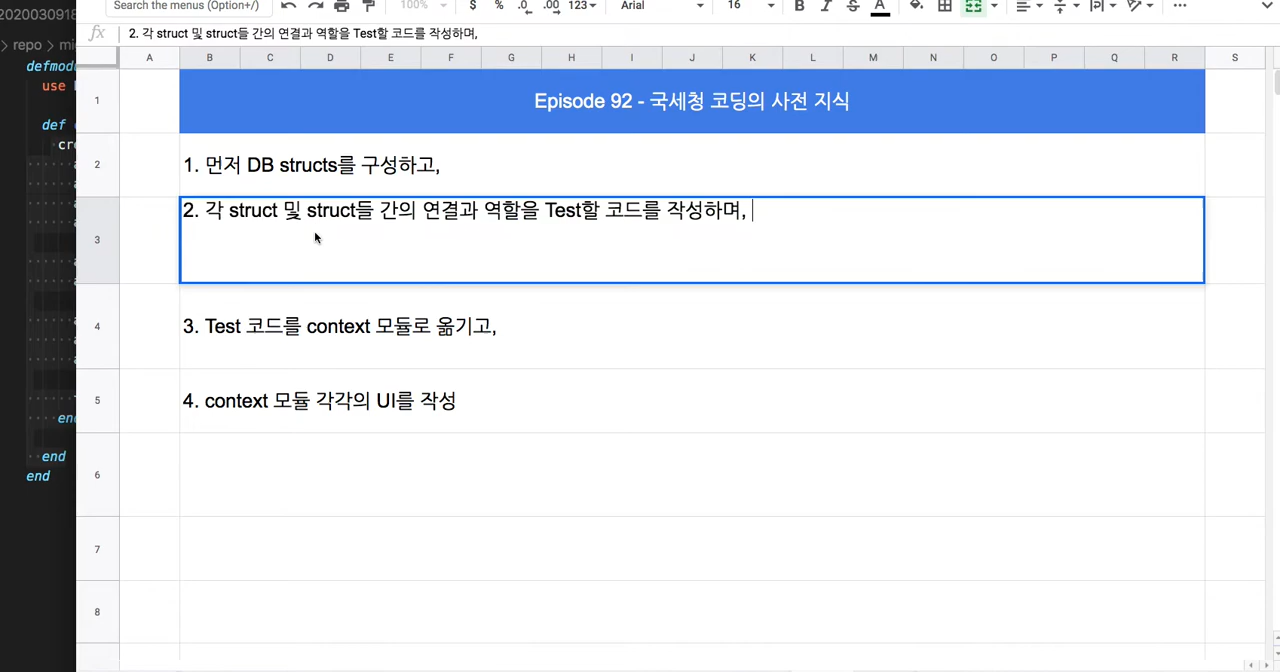 202003091
Search the menus (Option+/)
100%
$ % .0 .00 123
Arial
16
B I S A
repo > mi
fx 2. 각 struct 및 struct들 간의 연결과 역할을 Test할 코드를 작성하며,
A B C D E F G H I J K L M N O P Q R S
defmod
use
def
cr
end
end
end
1 Episode 92 - 국세청 코딩의 사전 지식
2 1. 먼저 DB structs를 구성하고,
3 2. 각 struct 및 struct들 간의 연결과 역할을 Test할 코드를 작성하며,
4 3. Test 코드를 context 모듈로 옮기고,
5 4. context 모듈 각각의 UI를 작성
6
7
8